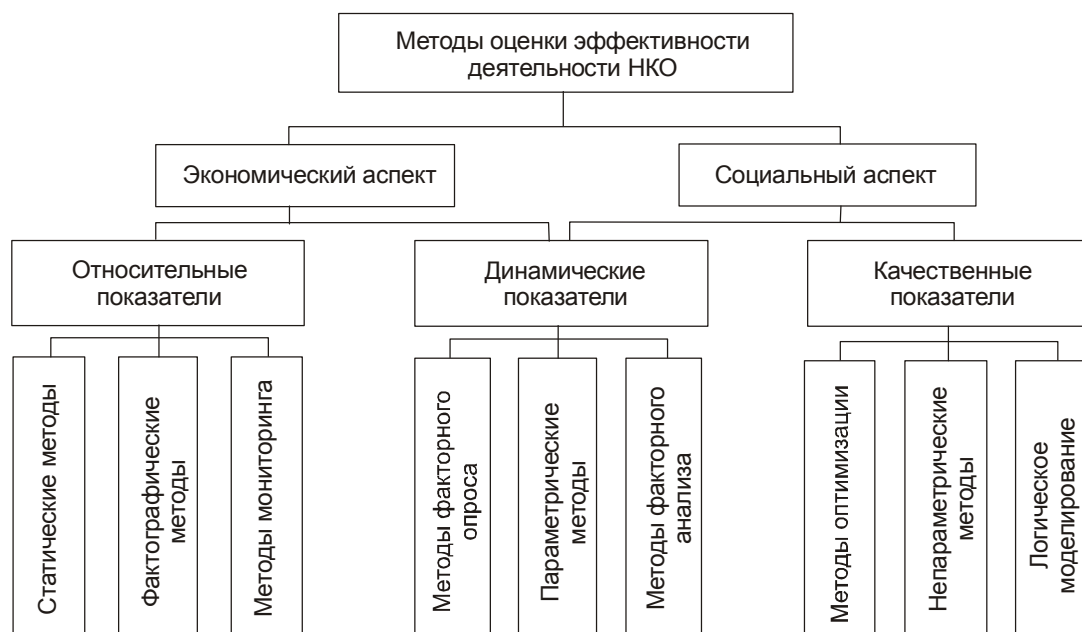 Методы оценки эффективности
деятельности НКО
Экономический аспект
Социальный аспект
Относительные
показатели
Динамические
показатели
Качественные
показатели
Статические методы
Фактографические
методы
Методы мониторинга
Методы факторного
опроса
Параметрические
методы
Методы факторного
анализа
Методы оптимизации
Непараметрические
методы
Логическое
моделирование